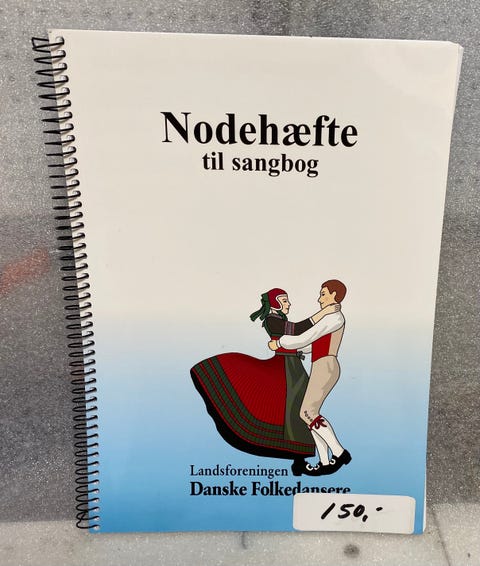 Nodehæfte
til sangbog
Landsforeningen
Danske Folkedansere
150,-